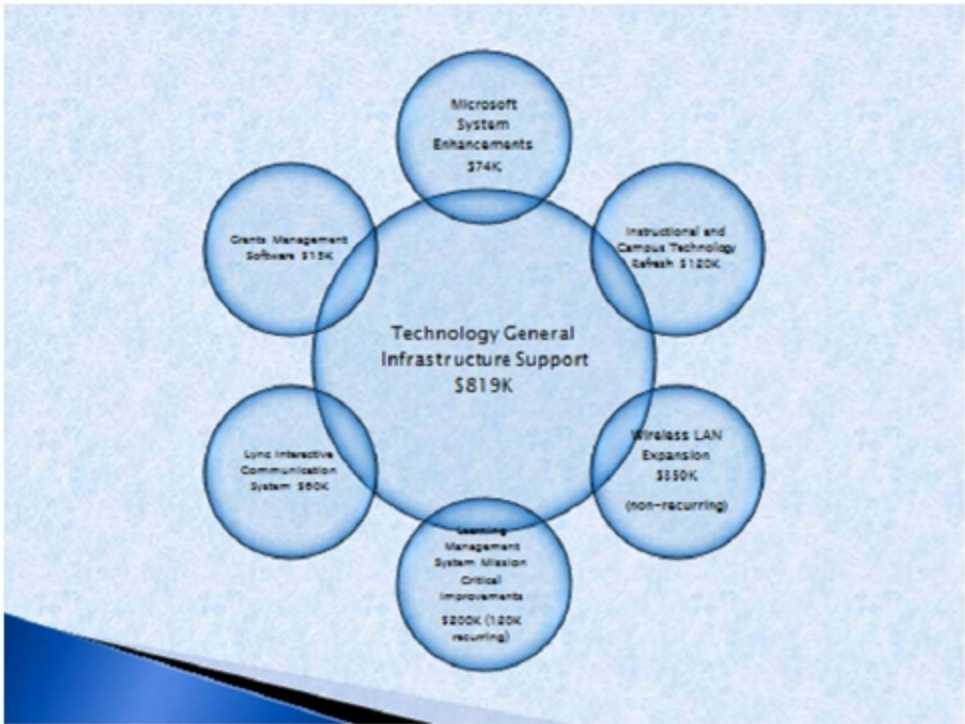 Microsoft
System
Enhancements
$74K
Instructional and
Campus Technology
Refresh $120K
Wireless LAN
Expansion
$350K
(non-recurring)
Learning
Management
System Mission
Critical
Improvements
$200K (120K
recurring)
Lync Interactive
Communication
System $60K
Grants Management
Software $15K
Technology General
Infrastructure Support
$819K